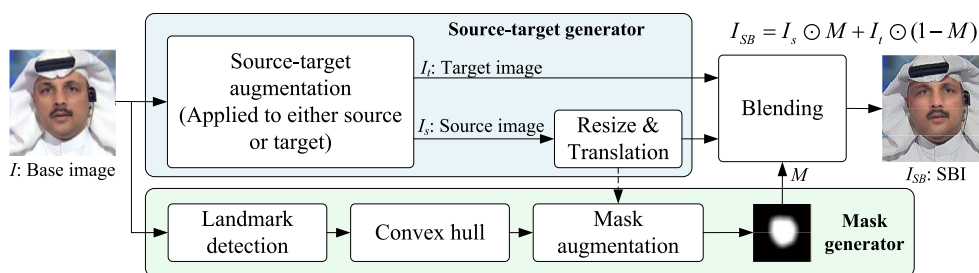 Source-target generator
I_SB = I_s ⊙ M + I_t ⊙ (1−M)
Source-target
augmentation
(Applied to either source
or target)
I_t: Target image
I_s: Source image
Resize &
Translation
Blending
I: Base image
I_SB: SBI
M
Landmark
detection
Convex hull
Mask
augmentation
Mask
generator